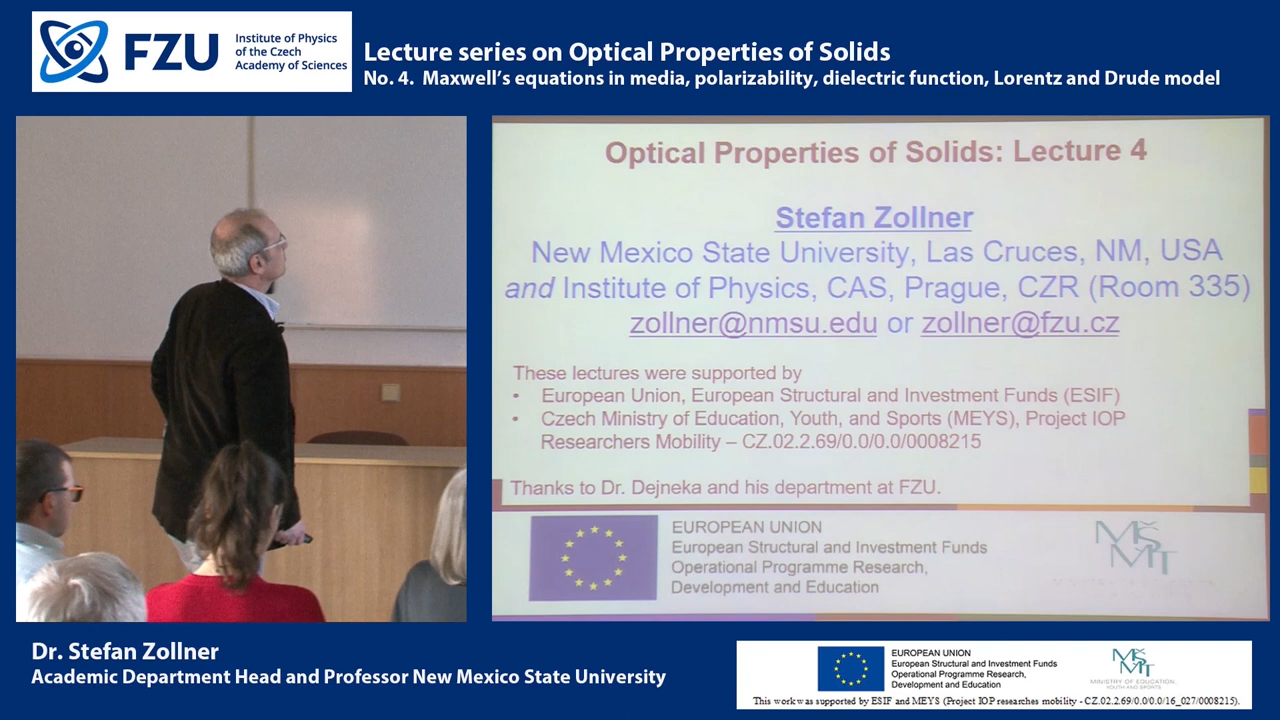 FZU
Institute of Physics
of the Czech
Academy of Sciences
Lecture series on Optical Properties of Solids
No. 4. Maxwell's equations in media, polarizability, dielectric function, Lorentz and Drude model
Optical Properties of Solids: Lecture 4
Stefan Zollner
New Mexico State University, Las Cruces, NM, USA
and Institute of Physics, CAS, Prague, CZR (Room 335)
zollner@nmsu.edu or zollner@fzu.cz
These lectures were supported by
• European Union, European Structural and Investment Funds (ESIF)
• Czech Ministry of Education, Youth, and Sports (MEYS), Project IOP
Researchers Mobility – CZ.02.2.69/0.0/0.0/0008215
Thanks to Dr. Dejneka and his department at FZU.
EUROPEAN UNION
European Structural and Investment Funds
Operational Programme Research,
Development and Education
MŠMT
Dr. Stefan Zollner
Academic Department Head and Professor New Mexico State University
EUROPEAN UNION
European Structural and Investment Funds
Operational Programme Research,
Development and Education
MŠMT
MINISTRY OF EDUCATION,
YOUTH AND SPORTS
This work was supported by ESIF and MEYS (Project IOP researches mobility - CZ.02.2.69/0.0/0.0/16_027/0008215).